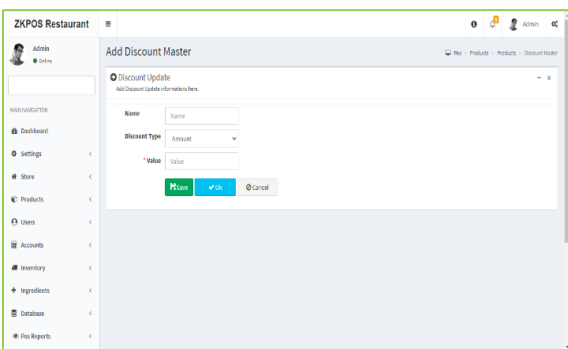 ZKPOS Restaurant
Admin
Admin
Online
Add Discount Master
Pos > Products > Products > Discount Master
MAIN NAVIGATION
Dashboard
Settings
Store
Products
Users
Accounts
Inventory
Ingredients
Database
Pos Reports
Discount Update
Add Discount Update informations here.
Name
Name
Discount Type
Amount
* Value
Value
Save
Ok
Cancel